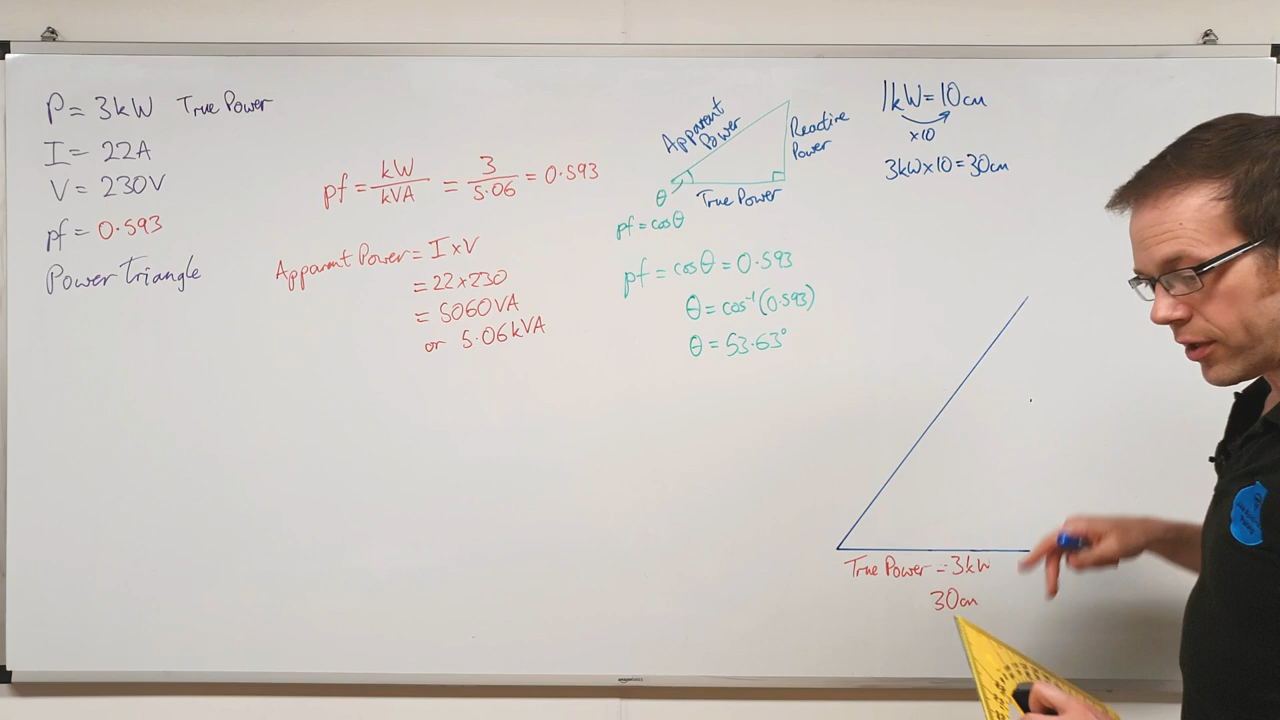 P = 3kW True Power
I = 22A
V = 230V
pf = 0.593
Power Triangle
pf = kW/kVA = 3/5.06 = 0.593
Apparent Power = I x V
= 22 x 230
= 5060VA
or 5.06kVA
Apparent Power
Reactive Power
θ
True Power
pf = cosθ
pf = cosθ = 0.593
θ = cos⁻¹(0.593)
θ = 53.63°
1kW = 10cm
x10
3kW x 10 = 30cm
True Power = 3kW
30cm
amazonbasics